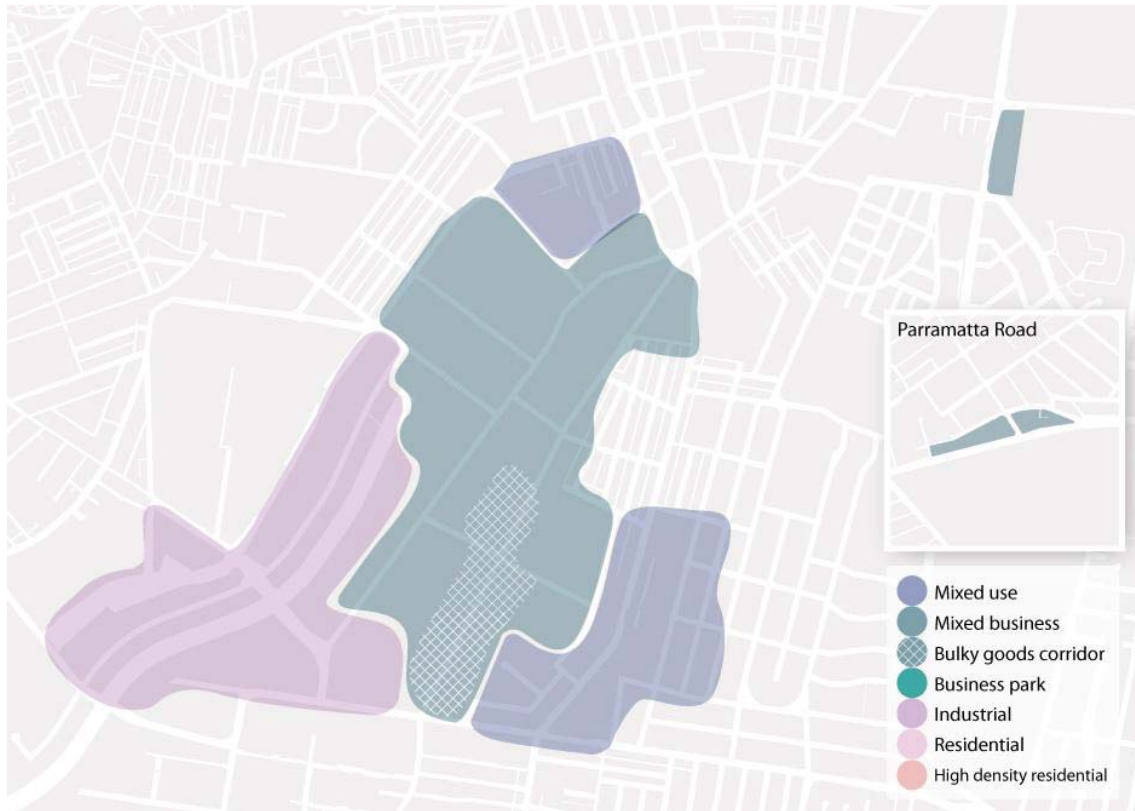 Parramatta Road
Mixed use
Mixed business
Bulky goods corridor
Business park
Industrial
Residential
High density residential